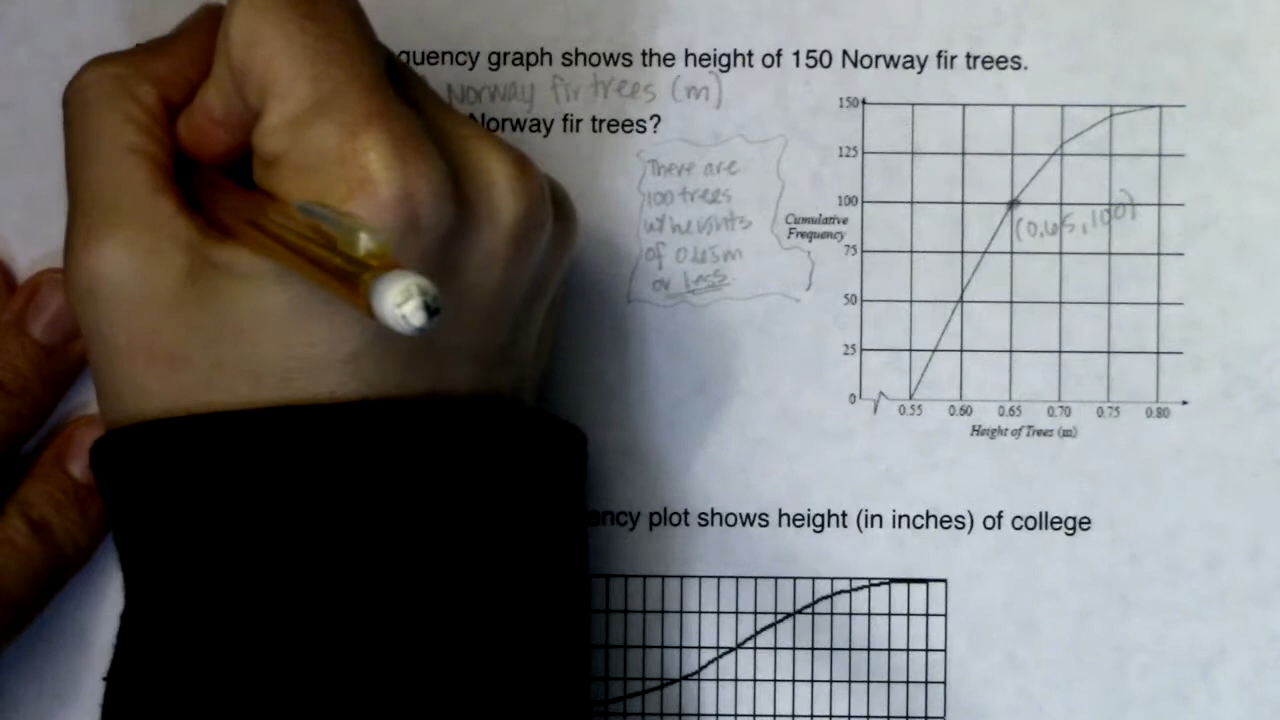 quency graph shows the height of 150 Norway fir trees.
Norway fir trees (m)
Norway fir trees?
There are
100 trees
w/ heights
of 0.65m
or less
Cumulative
Frequency
150
125
100
75
50
25
0
(0.65, 100)
0.55 0.60 0.65 0.70 0.75 0.80
Height of Trees (m)
ency plot shows height (in inches) of college